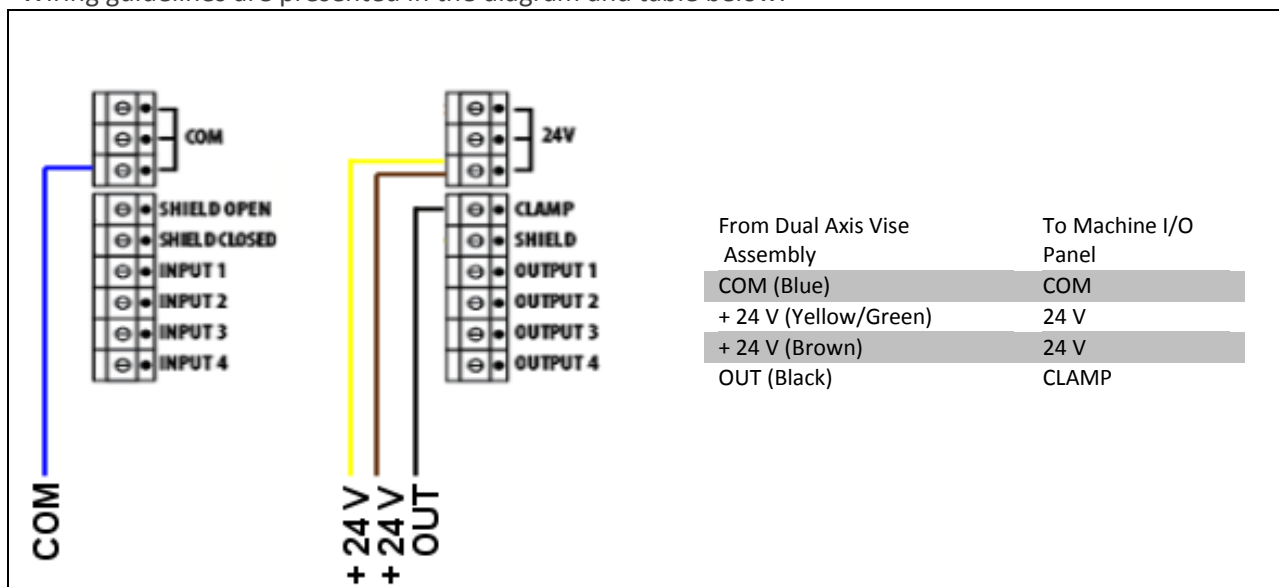 Wiring guidelines are presented in the diagram and table below.
COM
SHIELD OPEN
SHIELD CLOSED
INPUT 1
INPUT 2
INPUT 3
INPUT 4
COM
24V
CLAMP
SHIELD
OUTPUT 1
OUTPUT 2
OUTPUT 3
OUTPUT 4
+ 24 V
+ 24 V
OUT
From Dual Axis Vise To Machine I/O
Assembly Panel
COM (Blue) COM
+ 24 V (Yellow/Green) 24 V
+ 24 V (Brown) 24 V
OUT (Black) CLAMP